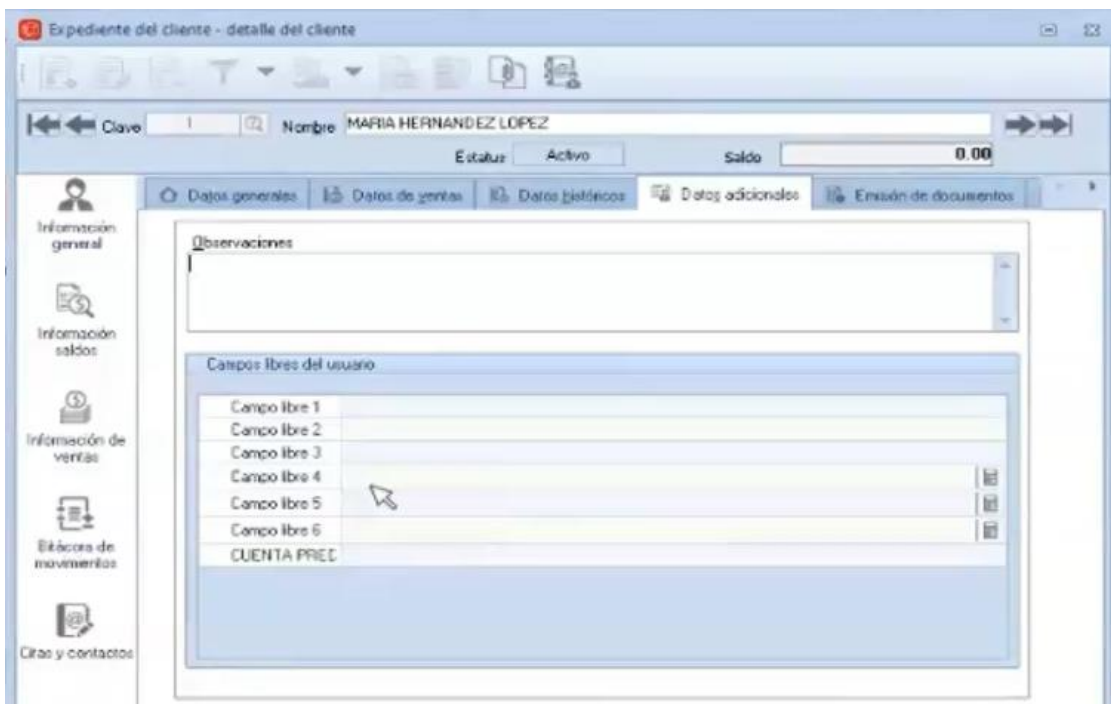 Expediente del cliente - detalle del cliente
Clave 1 Nombre MARIA HERNANDEZ LOPEZ
Estatus Activo Saldo 0.00
Datos generales Datos de ventas Datos históricos Datos adicionales Emisión de documentos
Información
general
Información
saldos
Información de
ventas
Bitácora de
movimientos
Citas y contactos
Observaciones
Campos libres del usuario
Campo libre 1
Campo libre 2
Campo libre 3
Campo libre 4
Campo libre 5
Campo libre 6
CUENTA PRED